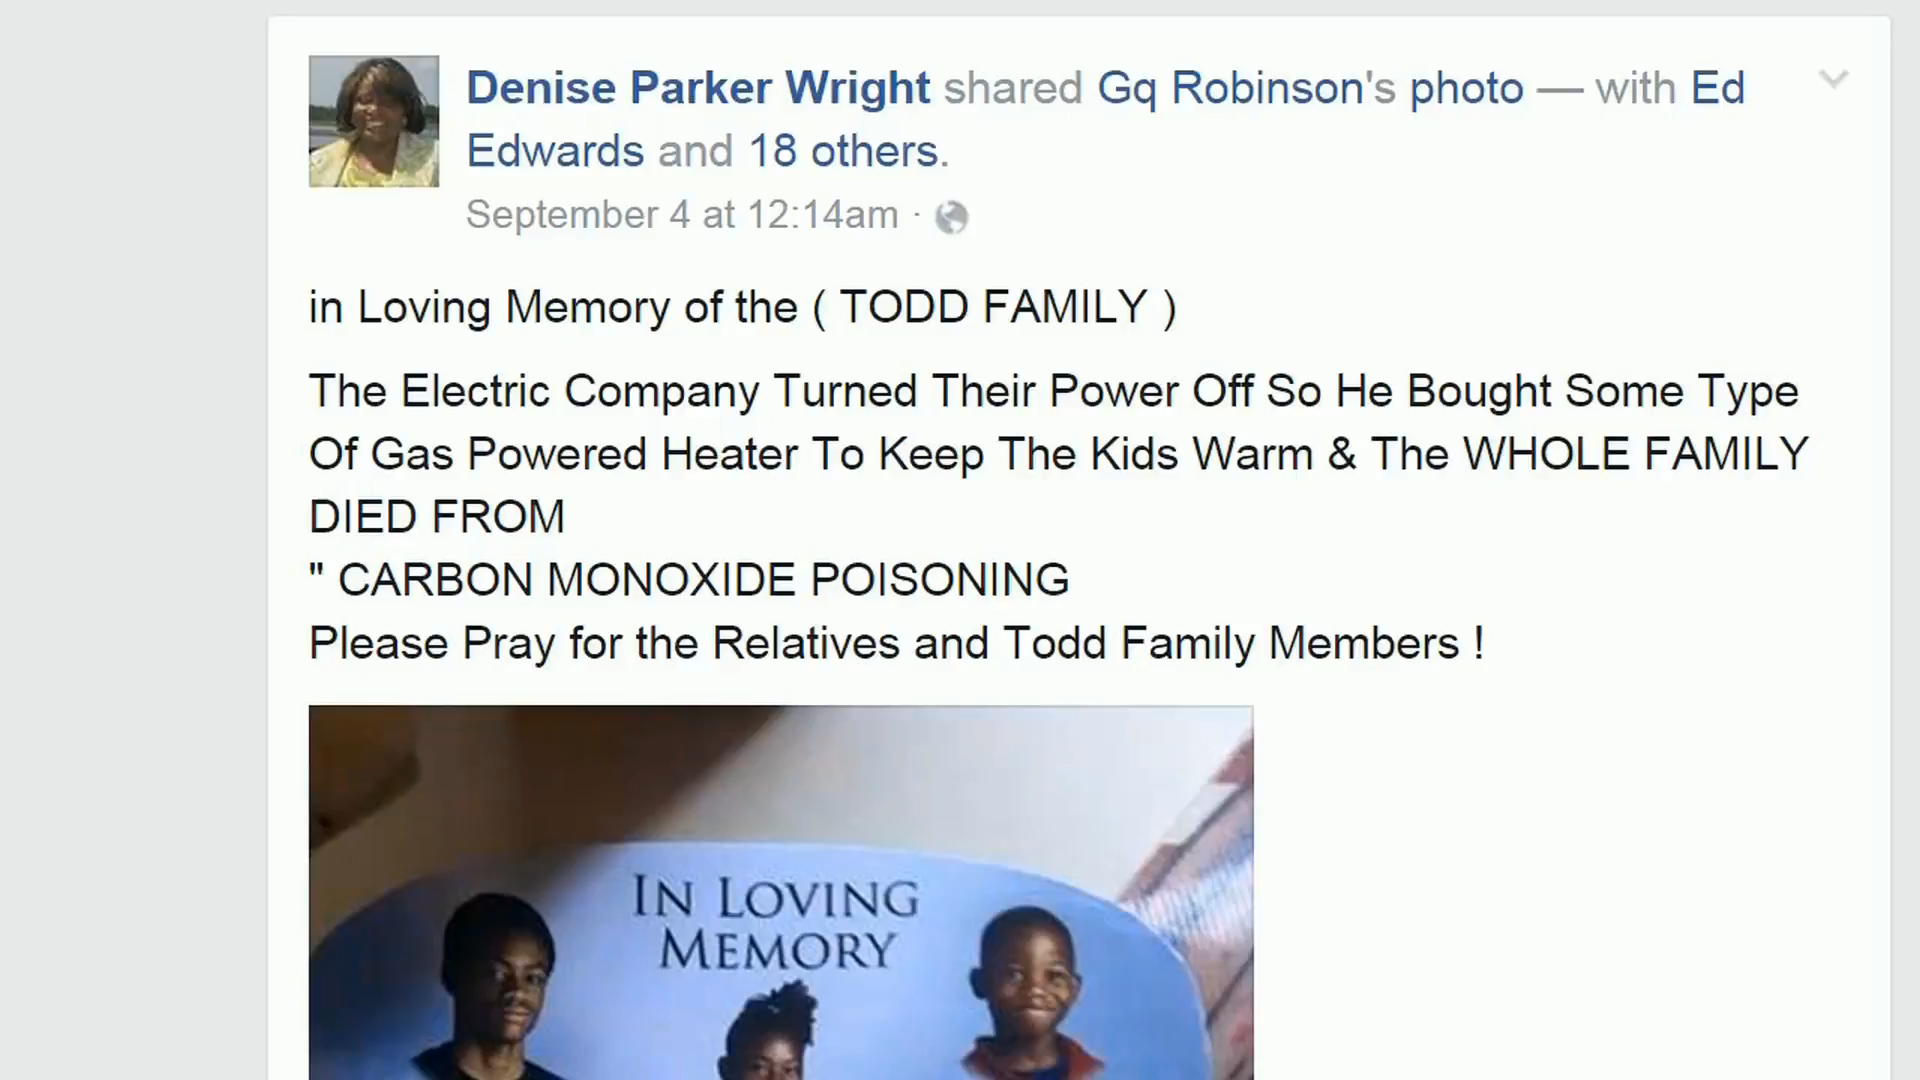 Denise Parker Wright shared Gq Robinson's photo — with Ed
Edwards and 18 others.
September 4 at 12:14am ·
in Loving Memory of the ( TODD FAMILY )
The Electric Company Turned Their Power Off So He Bought Some Type
Of Gas Powered Heater To Keep The Kids Warm & The WHOLE FAMILY
DIED FROM
" CARBON MONOXIDE POISONING
Please Pray for the Relatives and Todd Family Members !
IN LOVING
MEMORY